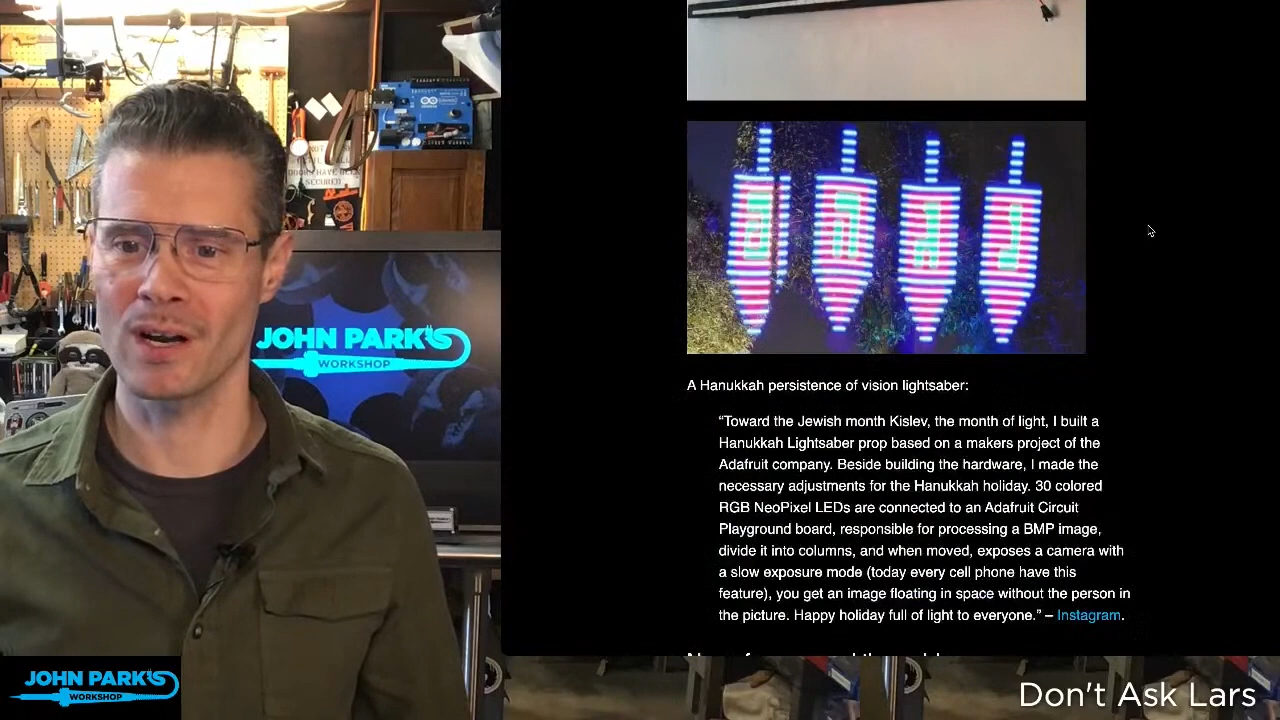 JOHN PARK'S
WORKSHOP
A Hanukkah persistence of vision lightsaber:
“Toward the Jewish month Kislev, the month of light, I built a
Hanukkah Lightsaber prop based on a makers project of the
Adafruit company. Beside building the hardware, I made the
necessary adjustments for the Hanukkah holiday. 30 colored
RGB NeoPixel LEDs are connected to an Adafruit Circuit
Playground board, responsible for processing a BMP image,
divide it into columns, and when moved, exposes a camera with
a slow exposure mode (today every cell phone have this
feature), you get an image floating in space without the person in
the picture. Happy holiday full of light to everyone.” – Instagram.
JOHN PARK'S
WORKSHOP
Don't Ask Lars